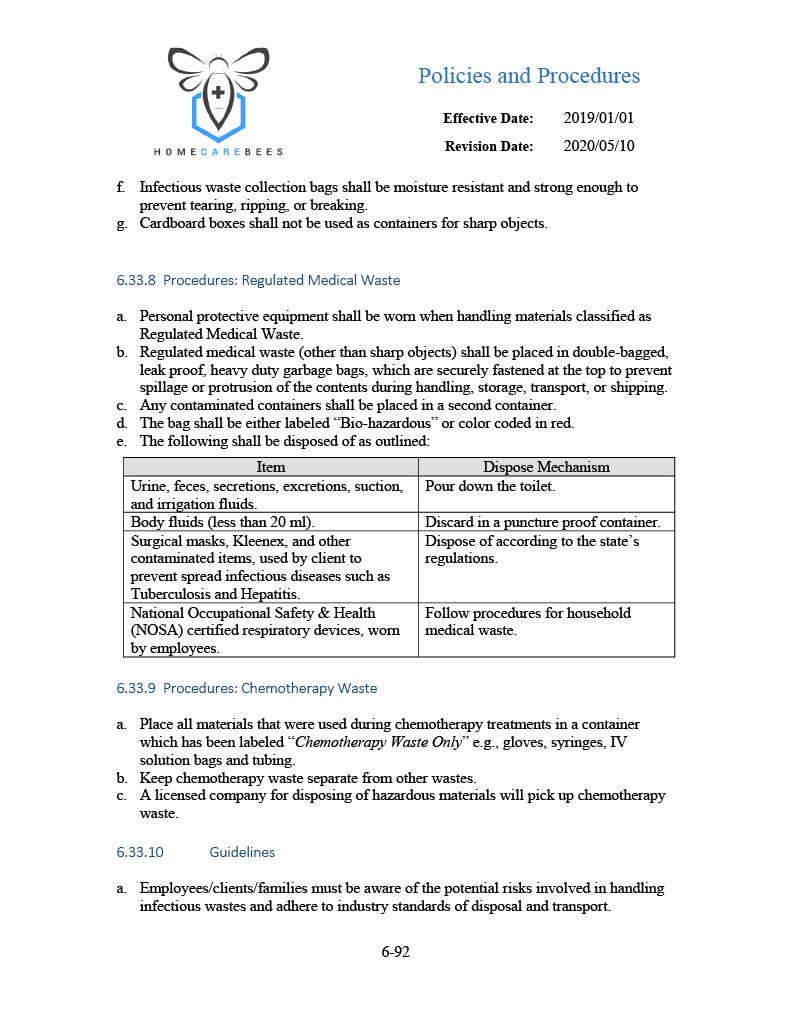 HOMECAREBEES
Policies and Procedures
Effective Date: 2019/01/01
Revision Date: 2020/05/10
f. Infectious waste collection bags shall be moisture resistant and strong enough to
prevent tearing, ripping, or breaking.
g. Cardboard boxes shall not be used as containers for sharp objects.
6.33.8 Procedures: Regulated Medical Waste
a. Personal protective equipment shall be worn when handling materials classified as
Regulated Medical Waste.
b. Regulated medical waste (other than sharp objects) shall be placed in double-bagged,
leak proof, heavy duty garbage bags, which are securely fastened at the top to prevent
spillage or protrusion of the contents during handling, storage, transport, or shipping.
c. Any contaminated containers shall be placed in a second container.
d. The bag shall be either labeled “Bio-hazardous” or color coded in red.
e. The following shall be disposed of as outlined:
Item Dispose Mechanism
Urine, feces, secretions, excretions, suction, Pour down the toilet.
and irrigation fluids.
Body fluids (less than 20 ml). Discard in a puncture proof container.
Surgical masks, Kleenex, and other Dispose of according to the state’s
contaminated items, used by client to regulations.
prevent spread infectious diseases such as
Tuberculosis and Hepatitis.
National Occupational Safety & Health Follow procedures for household
(NOSA) certified respiratory devices, worn medical waste.
by employees.
6.33.9 Procedures: Chemotherapy Waste
a. Place all materials that were used during chemotherapy treatments in a container
which has been labeled “Chemotherapy Waste Only” e.g., gloves, syringes, IV
solution bags and tubing.
b. Keep chemotherapy waste separate from other wastes.
c. A licensed company for disposing of hazardous materials will pick up chemotherapy
waste.
6.33.10 Guidelines
a. Employees/clients/families must be aware of the potential risks involved in handling
infectious wastes and adhere to industry standards of disposal and transport.
6-92